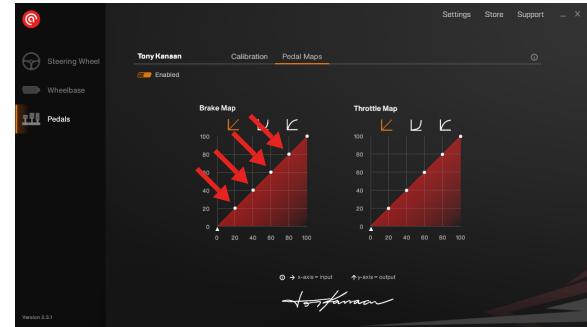 Settings Store Support
Tony Kanaan Calibration Pedal Maps
Steering Wheel
Enabled
Wheelbase
Pedals
Brake Map Throttle Map
100 100
80 80
60 60
40 40
20 20
0 0
0 20 40 60 80 100 0 20 40 60 80 100
x-axis = input y-axis = output
Tony Kanaan
Version 2.3.1